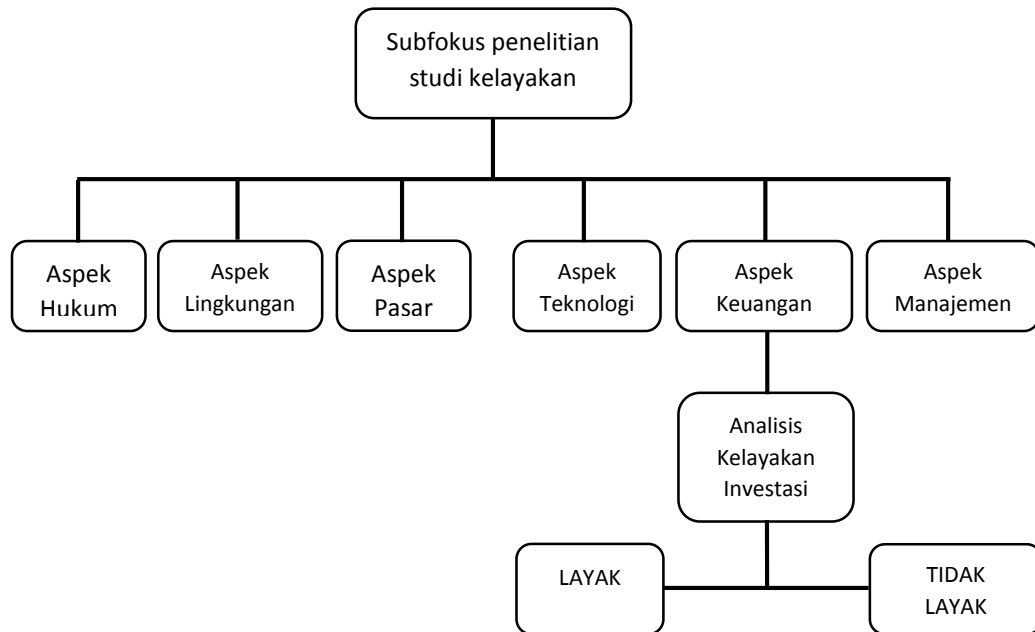 Subfokus penelitian
studi kelayakan
Aspek
Hukum
Aspek
Lingkungan
Aspek
Pasar
Aspek
Teknologi
Aspek
Keuangan
Aspek
Manajemen
Analisis
Kelayakan
Investasi
LAYAK
TIDAK
LAYAK